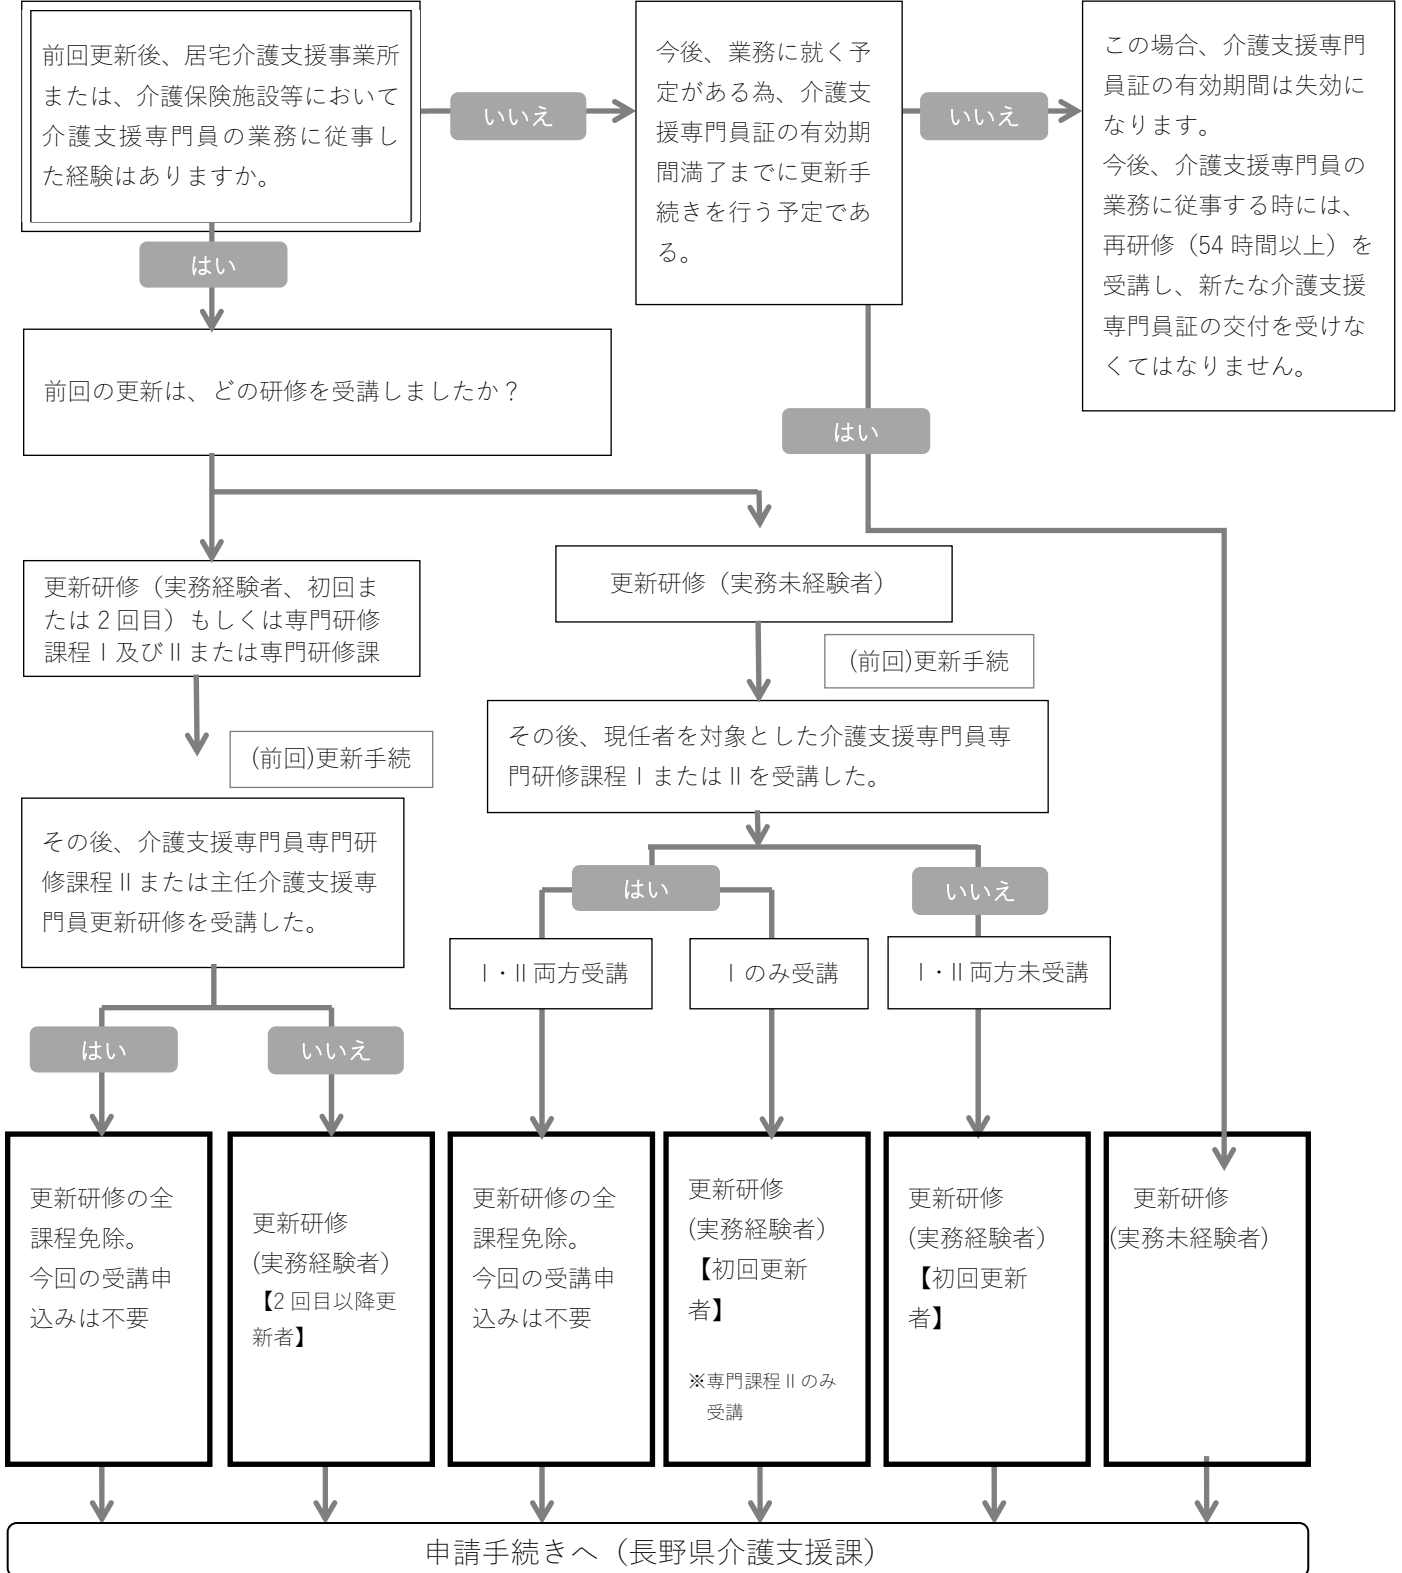 前回更新後、居宅介護支援事業所
または、介護保険施設等において
介護支援専門員の業務に従事し
た経験はありますか。
いいえ
今後、業務に就く予
定がある為、介護支
援専門員証の有効期
間満了までに更新手
続きを行う予定であ
る。
いいえ
この場合、介護支援専門
員証の有効期間は失効に
なります。
今後、介護支援専門員の
業務に従事する時には、
再研修（54 時間以上）を
受講し、新たな介護支援
専門員証の交付を受けな
くてはなりません。
はい
前回の更新は、どの研修を受講しましたか？
はい
更新研修（実務経験者、初回ま
たは 2 回目）もしくは専門研修
課程Ⅰ及びⅡまたは専門研修課
更新研修（実務未経験者）
(前回)更新手続
(前回)更新手続
その後、現任者を対象とした介護支援専門員専
門研修課程ⅠまたはⅡを受講した。
その後、介護支援専門員専門研
修課程Ⅱまたは主任介護支援専
門員更新研修を受講した。
はい
いいえ
Ⅰ・Ⅱ両方受講
Ⅰのみ受講
Ⅰ・Ⅱ両方未受講
はい
いいえ
更新研修の全
課程免除。
今回の受講申
込みは不要
更新研修
(実務経験者)
【2 回目以降更
新者】
更新研修の全
課程免除。
今回の受講申
込みは不要
更新研修
(実務経験者)
【初回更新
者】
※専門課程Ⅱのみ
受講
更新研修
(実務経験者)
【初回更新
者】
更新研修
(実務未経験者)
申請手続きへ（長野県介護支援課）